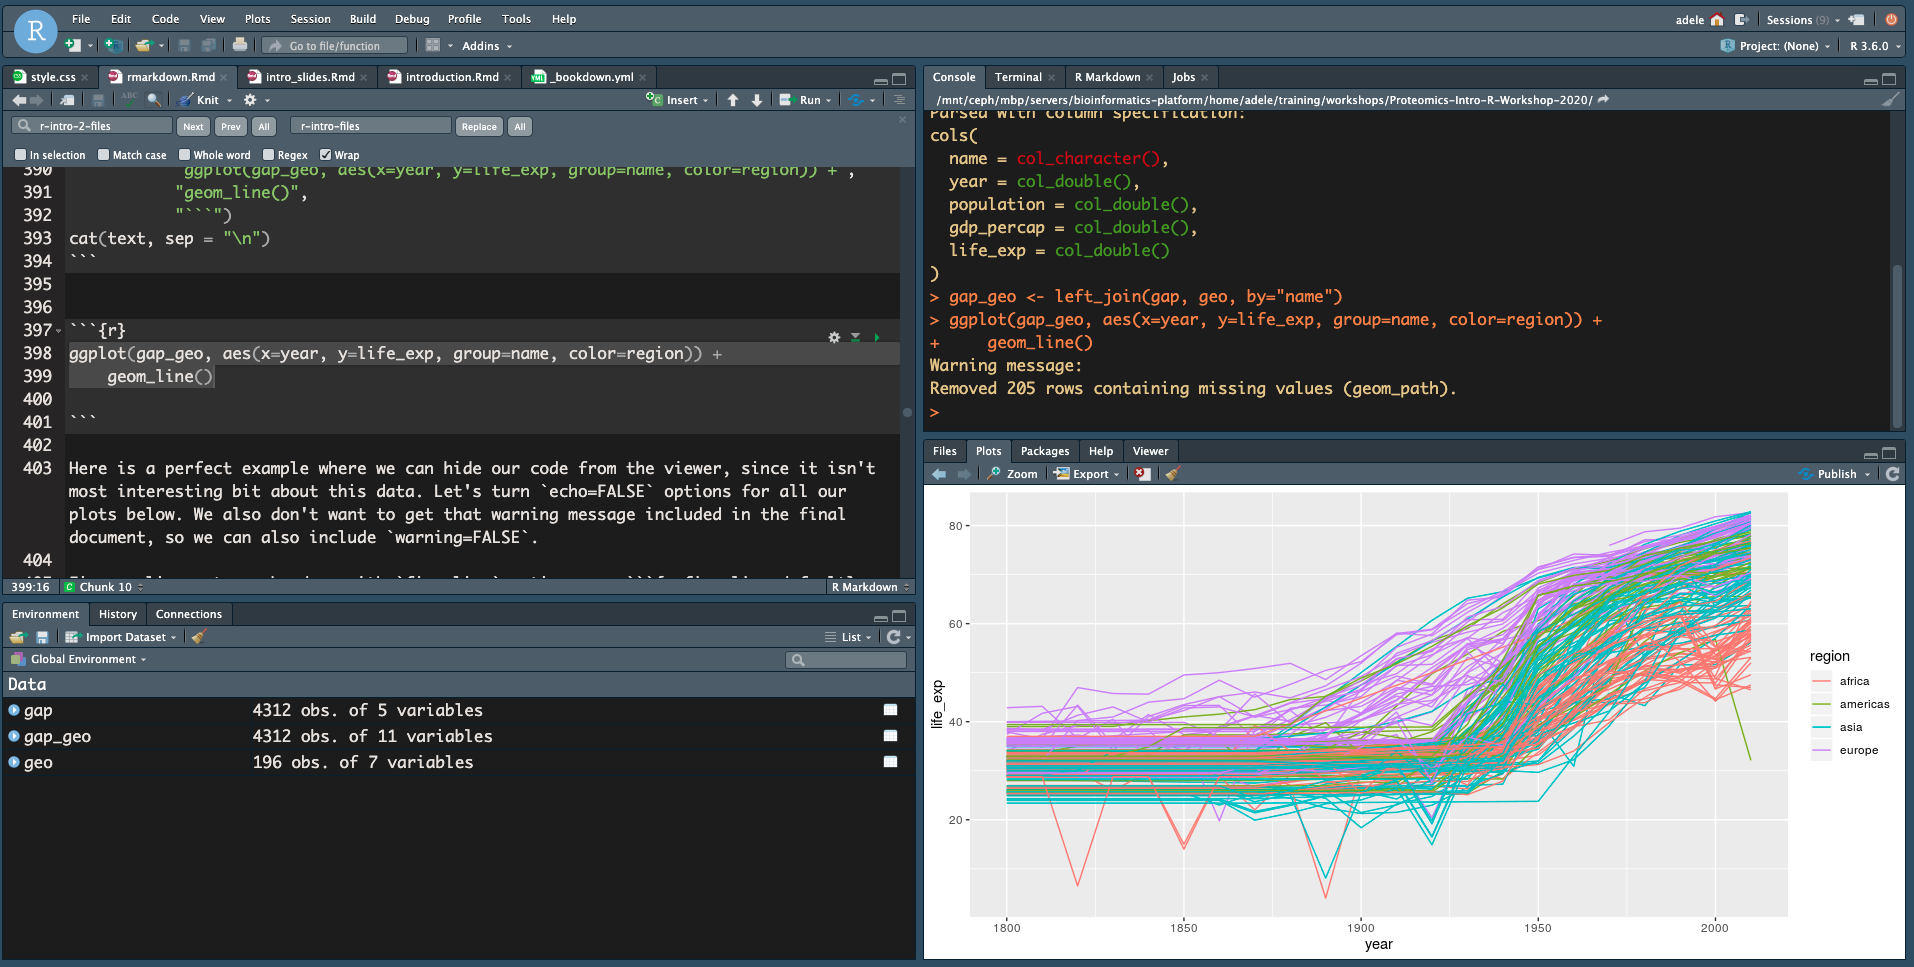 File Edit Code View Plots Session Build Debug Profile Tools Help
adele Sessions (9)
R
Go to file/function Addins
Project: (None) R 3.6.0
style.css rmarkdown.Rmd intro_slides.Rmd introduction.Rmd _bookdown.yml
ABC Knit Insert Run
r-intro-2-files Next Prev All r-intro-files Replace All
In selection Match case Whole word Regex Wrap
390 ggplot(gap_geo, aes(x=year, y=life_exp, group=name, color=region)) +",
391 "geom_line()",
392 "```")
393 cat(text, sep = "\n")
394 ```
395
396
397 ```{r}
398 ggplot(gap_geo, aes(x=year, y=life_exp, group=name, color=region)) +
399 geom_line()
400
401 ```
402
403 Here is a perfect example where we can hide our code from the viewer, since it isn't
most interesting bit about this data. Let's turn `echo=FALSE` options for all our
plots below. We also don't want to get that warning message included in the final
document, so we can also include `warning=FALSE`.
404
399:16 C Chunk 10 R Markdown
Environment History Connections
Import Dataset List
Global Environment
Data
gap 4312 obs. of 5 variables
gap_geo 4312 obs. of 11 variables
geo 196 obs. of 7 variables
Console Terminal R Markdown Jobs
/mnt/ceph/mbp/servers/bioinformatics-platform/home/adele/training/workshops/Proteomics-Intro-R-Workshop-2020/
Parsed with column specification:
cols(
name = col_character(),
year = col_double(),
population = col_double(),
gdp_percap = col_double(),
life_exp = col_double()
)
> gap_geo <- left_join(gap, geo, by="name")
> ggplot(gap_geo, aes(x=year, y=life_exp, group=name, color=region)) +
+ geom_line()
Warning message:
Removed 205 rows containing missing values (geom_path).
>
Files Plots Packages Help Viewer
Zoom Export Publish
80
60
40
20
life_exp
1800 1850 1900 1950 2000
year
region
africa
americas
asia
europe